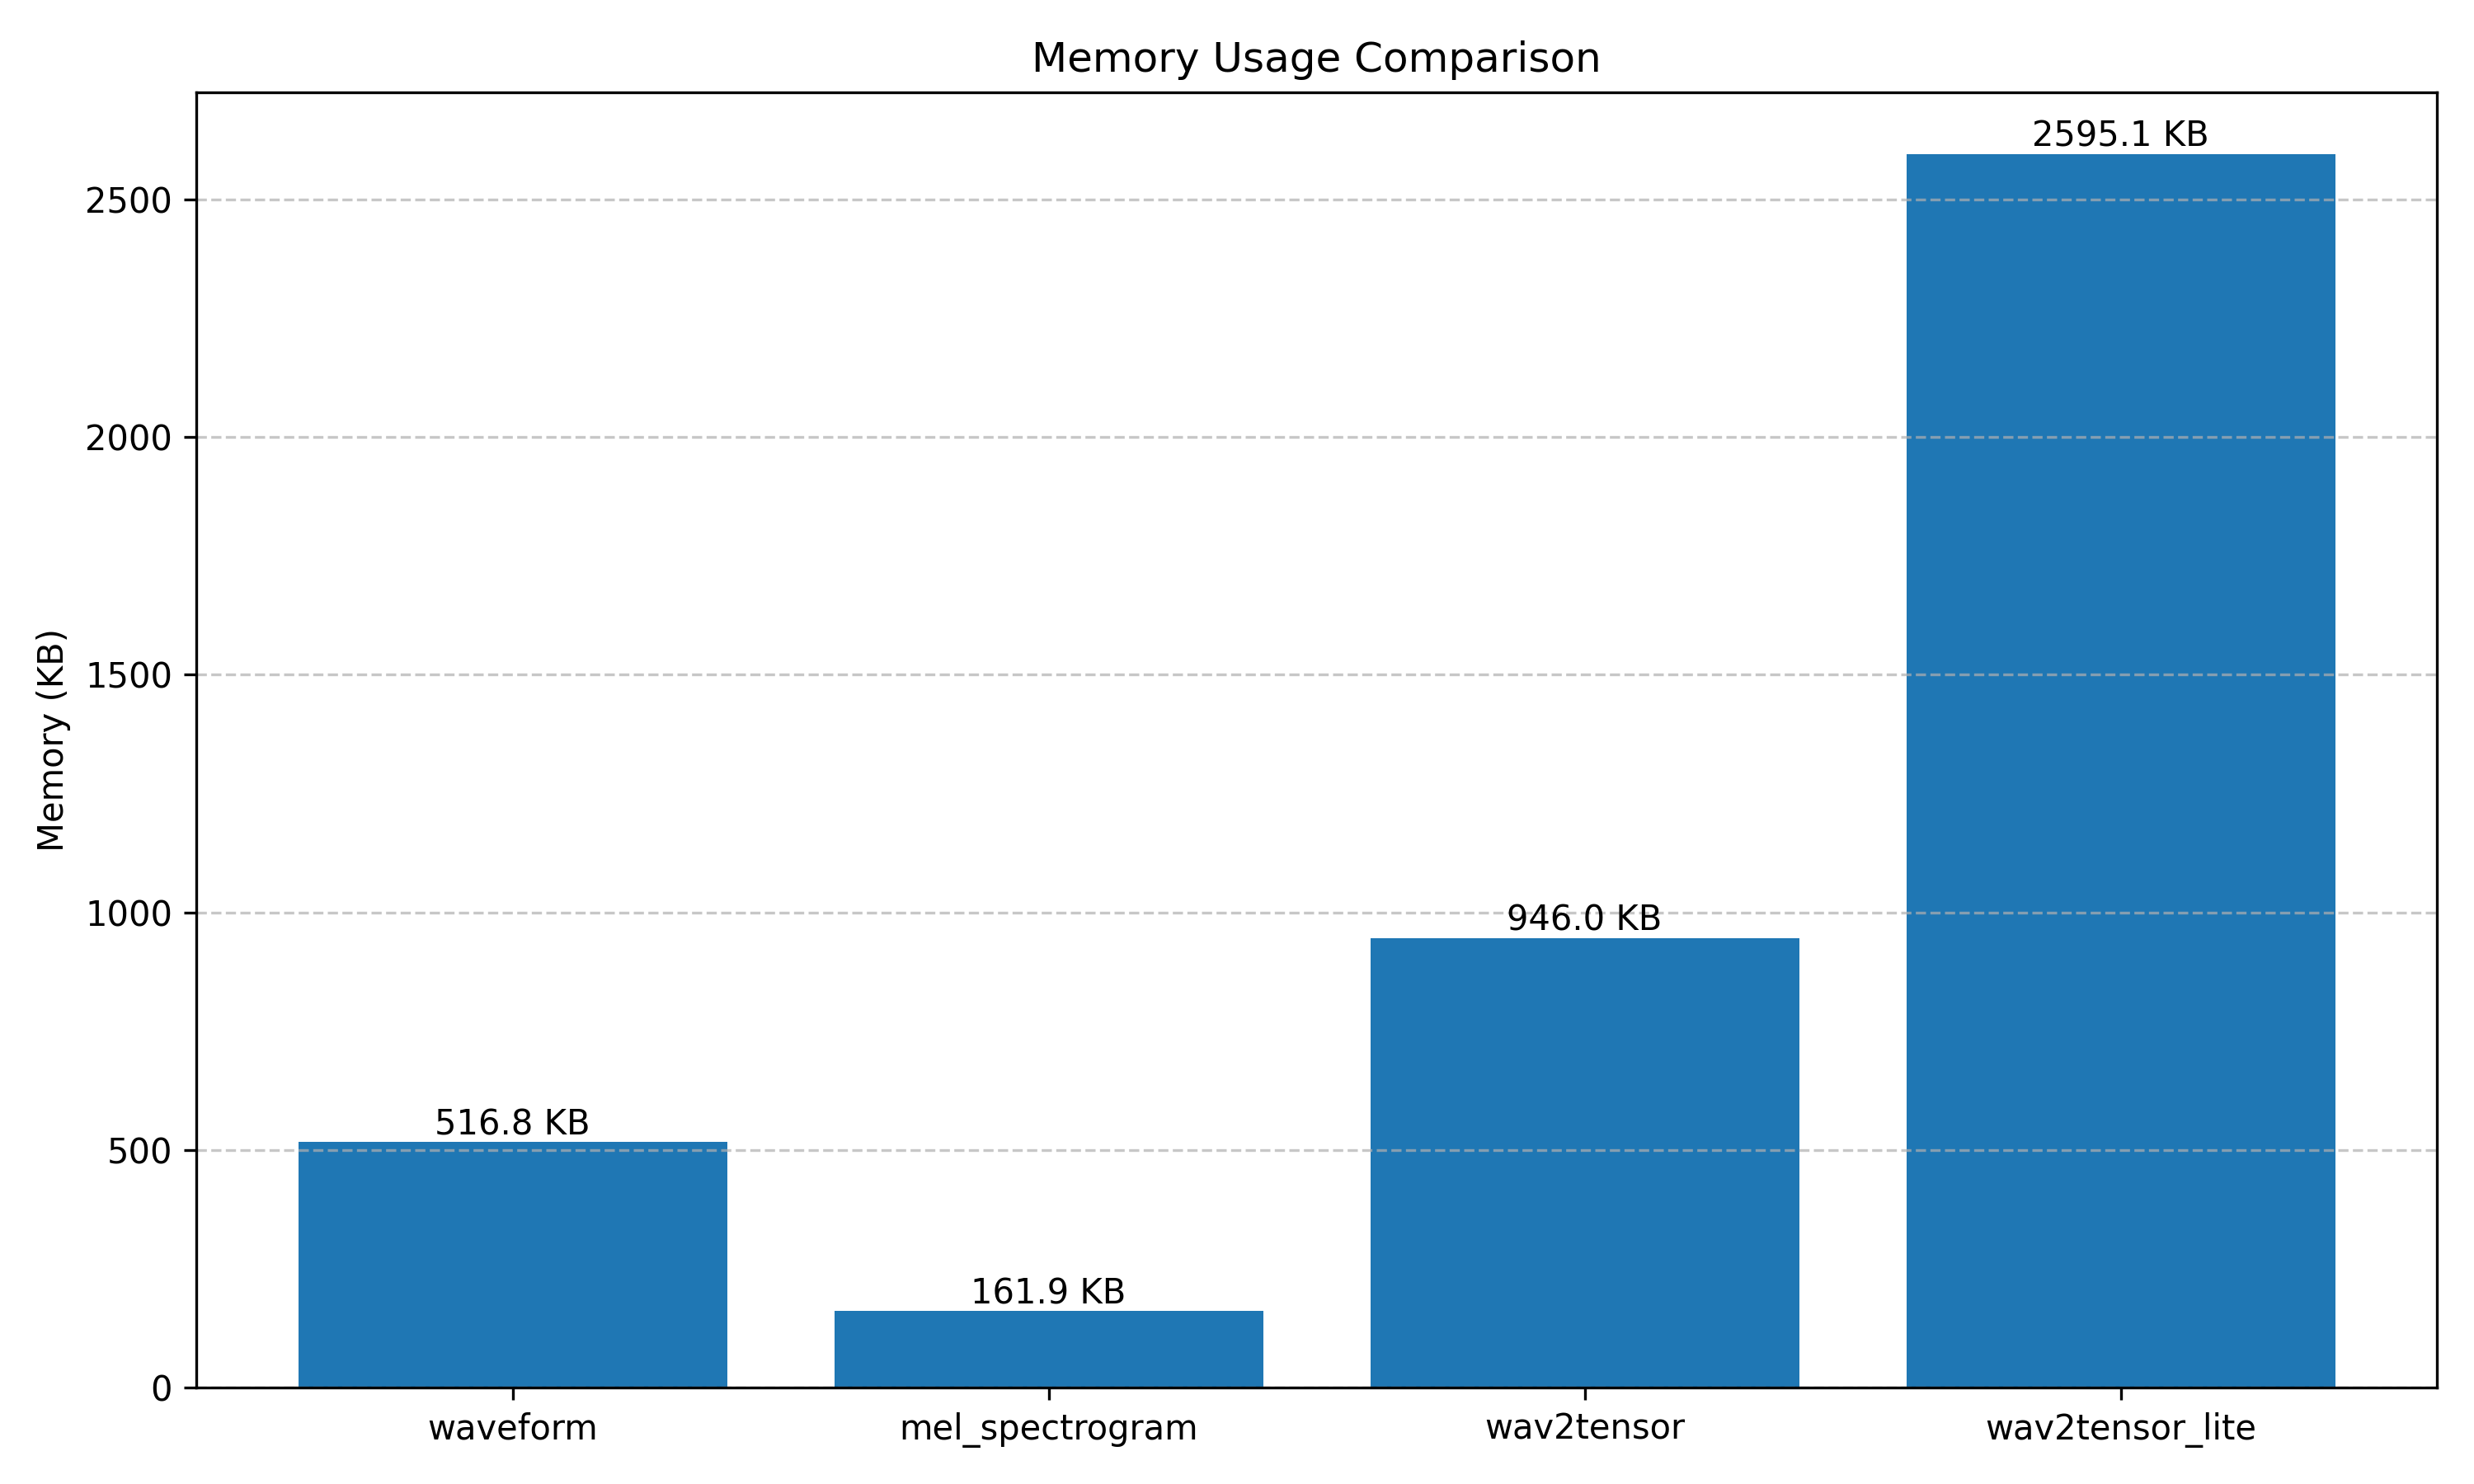 Memory Usage Comparison
Memory (KB)
2500
2000
1500
1000
500
0
516.8 KB
161.9 KB
946.0 KB
2595.1 KB
waveform
mel_spectrogram
wav2tensor
wav2tensor_lite